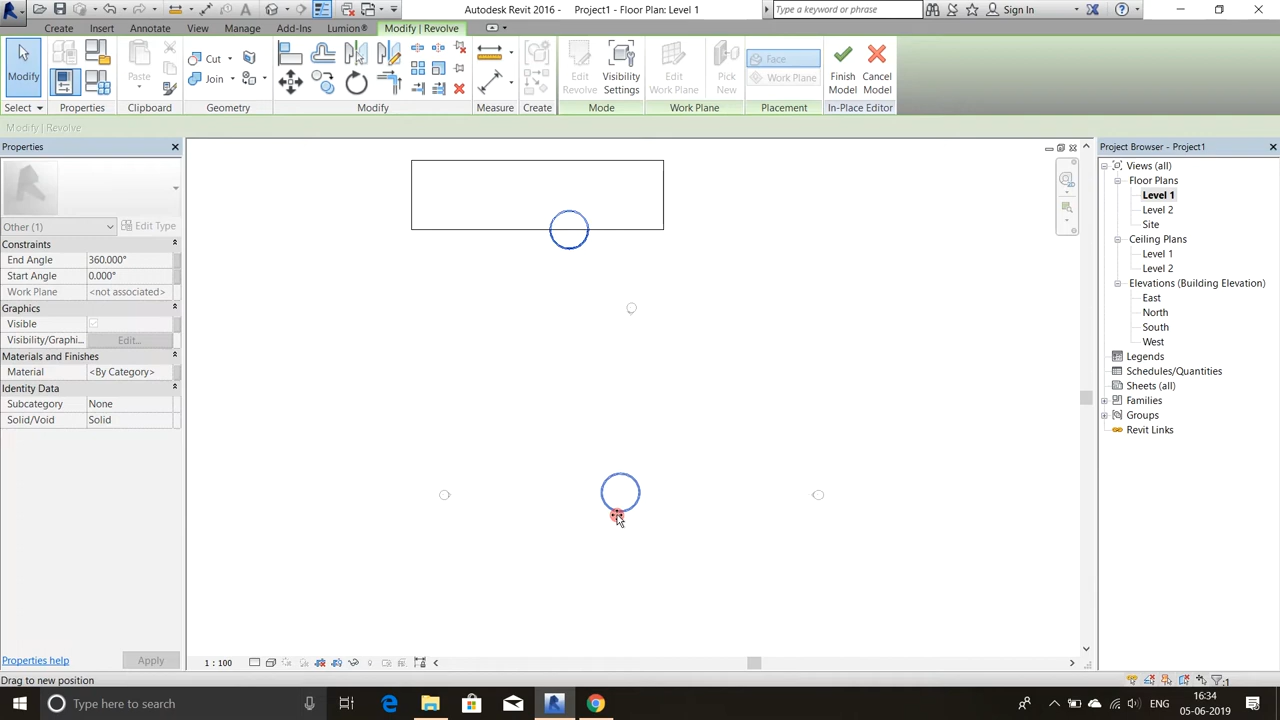 Autodesk Revit 2016 -    Project1 - Floor Plan: Level 1
Type a keyword or phrase
Sign In
Create Insert Annotate View Manage Add-Ins Lumion® Modify | Revolve
Modify
Paste
Cut
Join
Edit Revolve
Visibility Settings
Edit Work Plane
Pick New
Face
Work Plane
Finish Model
Cancel Model
Select Properties Clipboard Geometry Modify Measure Create Mode Work Plane Placement In-Place Editor
Modify | Revolve
Properties
Other (1)
Edit Type
Constraints
End Angle 360.000°
Start Angle 0.000°
Work Plane <not associated>
Graphics
Visible
Visibility/Graphi... Edit...
Materials and Finishes
Material <By Category>
Identity Data
Subcategory None
Solid/Void Solid
Properties help
Apply
Project Browser - Project1
Views (all)
Floor Plans
Level 1
Level 2
Site
Ceiling Plans
Level 1
Level 2
Elevations (Building Elevation)
East
North
South
West
Legends
Schedules/Quantities
Sheets (all)
Families
Groups
Revit Links
1 : 100
Drag to new position
:1
Type here to search
ENG
16:34
05-06-2019